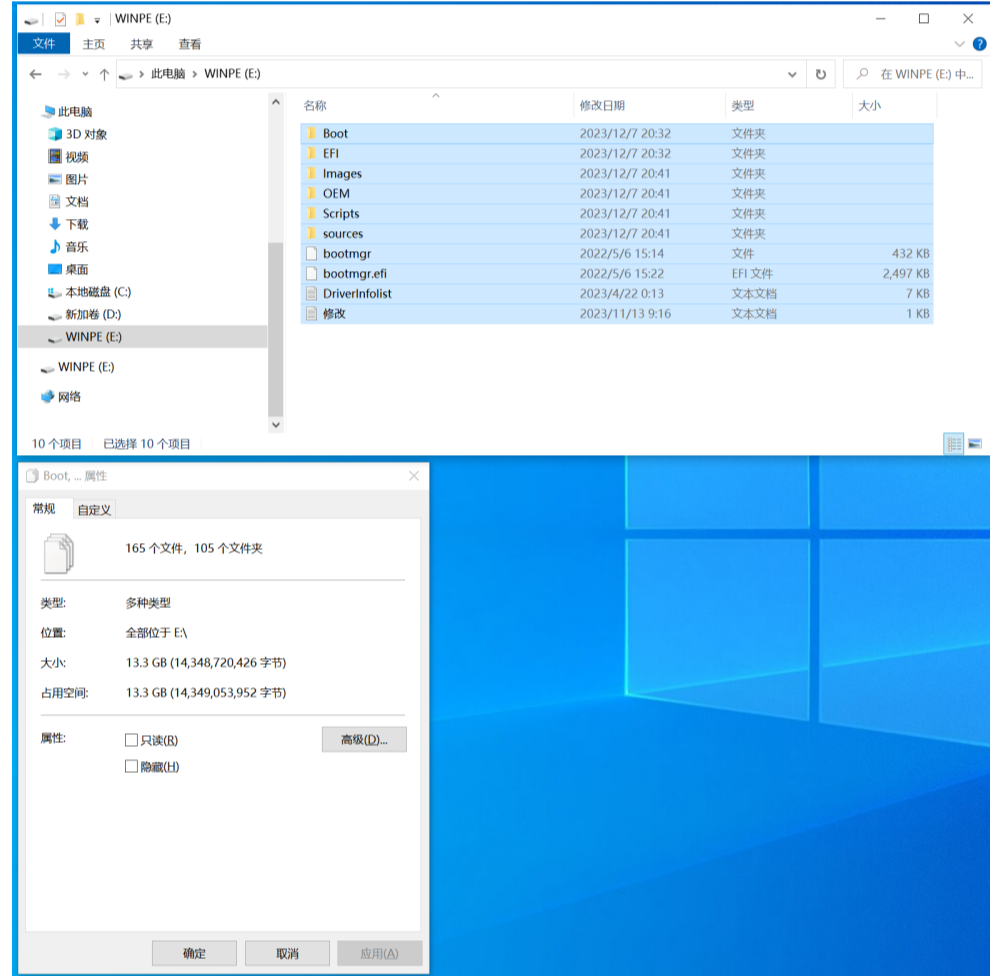 WINPE (E:)
文件 主页 共享 查看
此电脑 WINPE (E:) 在 WINPE (E:) 中...
此电脑
3D 对象
视频
图片
文档
下载
音乐
桌面
本地磁盘 (C:)
新加卷 (D:)
WINPE (E:)
WINPE (E:)
网络
名称 修改日期 类型 大小
Boot 2023/12/7 20:32 文件夹
EFI 2023/12/7 20:32 文件夹
Images 2023/12/7 20:41 文件夹
OEM 2023/12/7 20:41 文件夹
Scripts 2023/12/7 20:41 文件夹
sources 2023/12/7 20:41 文件夹
bootmgr 2022/5/6 15:14 文件 432 KB
bootmgr.efi 2022/5/6 15:22 EFI 文件 2,497 KB
DriverInfolist 2023/4/22 0:13 文本文档 7 KB
修改 2023/11/13 9:16 文本文档 1 KB
10 个项目 已选择 10 个项目
Boot, ... 属性
常规 自定义
165 个文件，105 个文件夹
类型: 多种类型
位置: 全部位于 E:\
大小: 13.3 GB (14,348,720,426 字节)
占用空间: 13.3 GB (14,349,053,952 字节)
属性: 只读(R) 高级(D)...
隐藏(H)
确定 取消 应用(A)